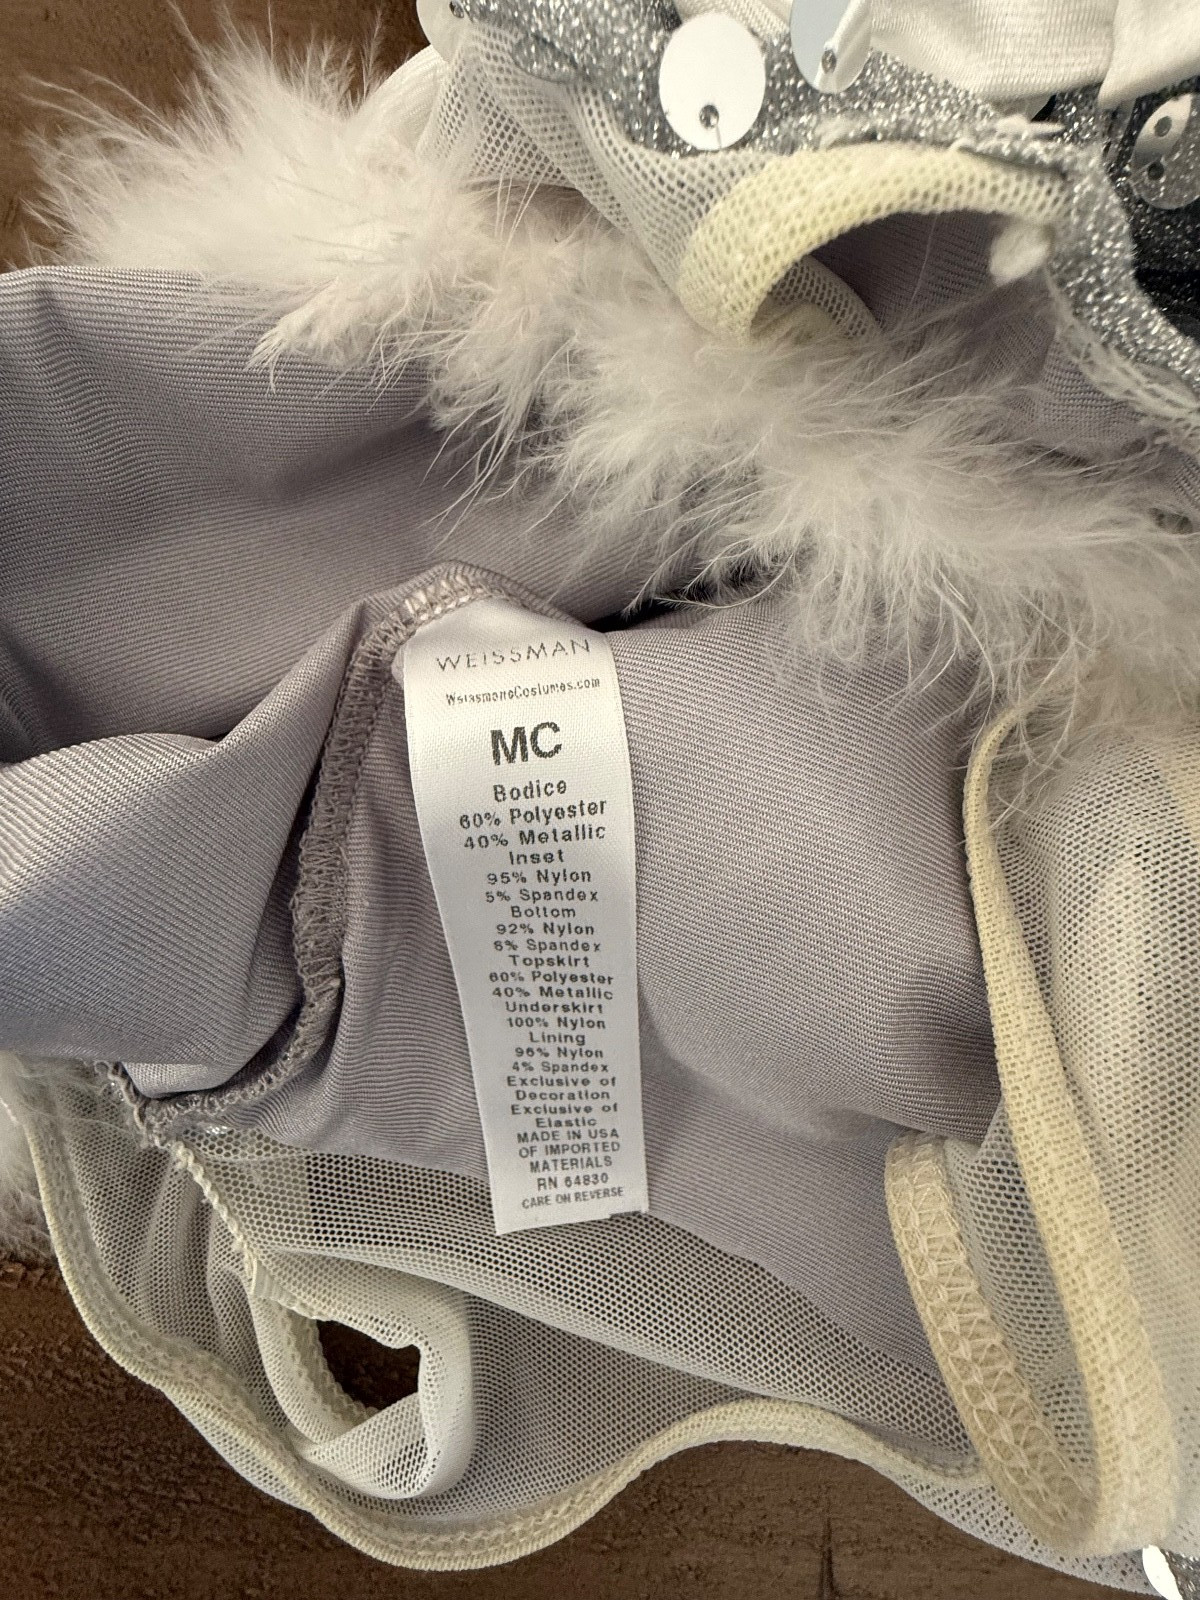 WEISSMAN
WeissmansCostumes.com
MC
Bodice
60% Polyester
40% Metallic
Inset
95% Nylon
5% Spandex
Bottom
92% Nylon
8% Spandex
Topskirt
60% Polyester
40% Metallic
Underskirt
100% Nylon
Lining
96% Nylon
4% Spandex
Exclusive of
Decoration
Exclusive of
Elastic
MADE IN USA
OF IMPORTED
MATERIALS
RN 64830
CARE ON REVERSE